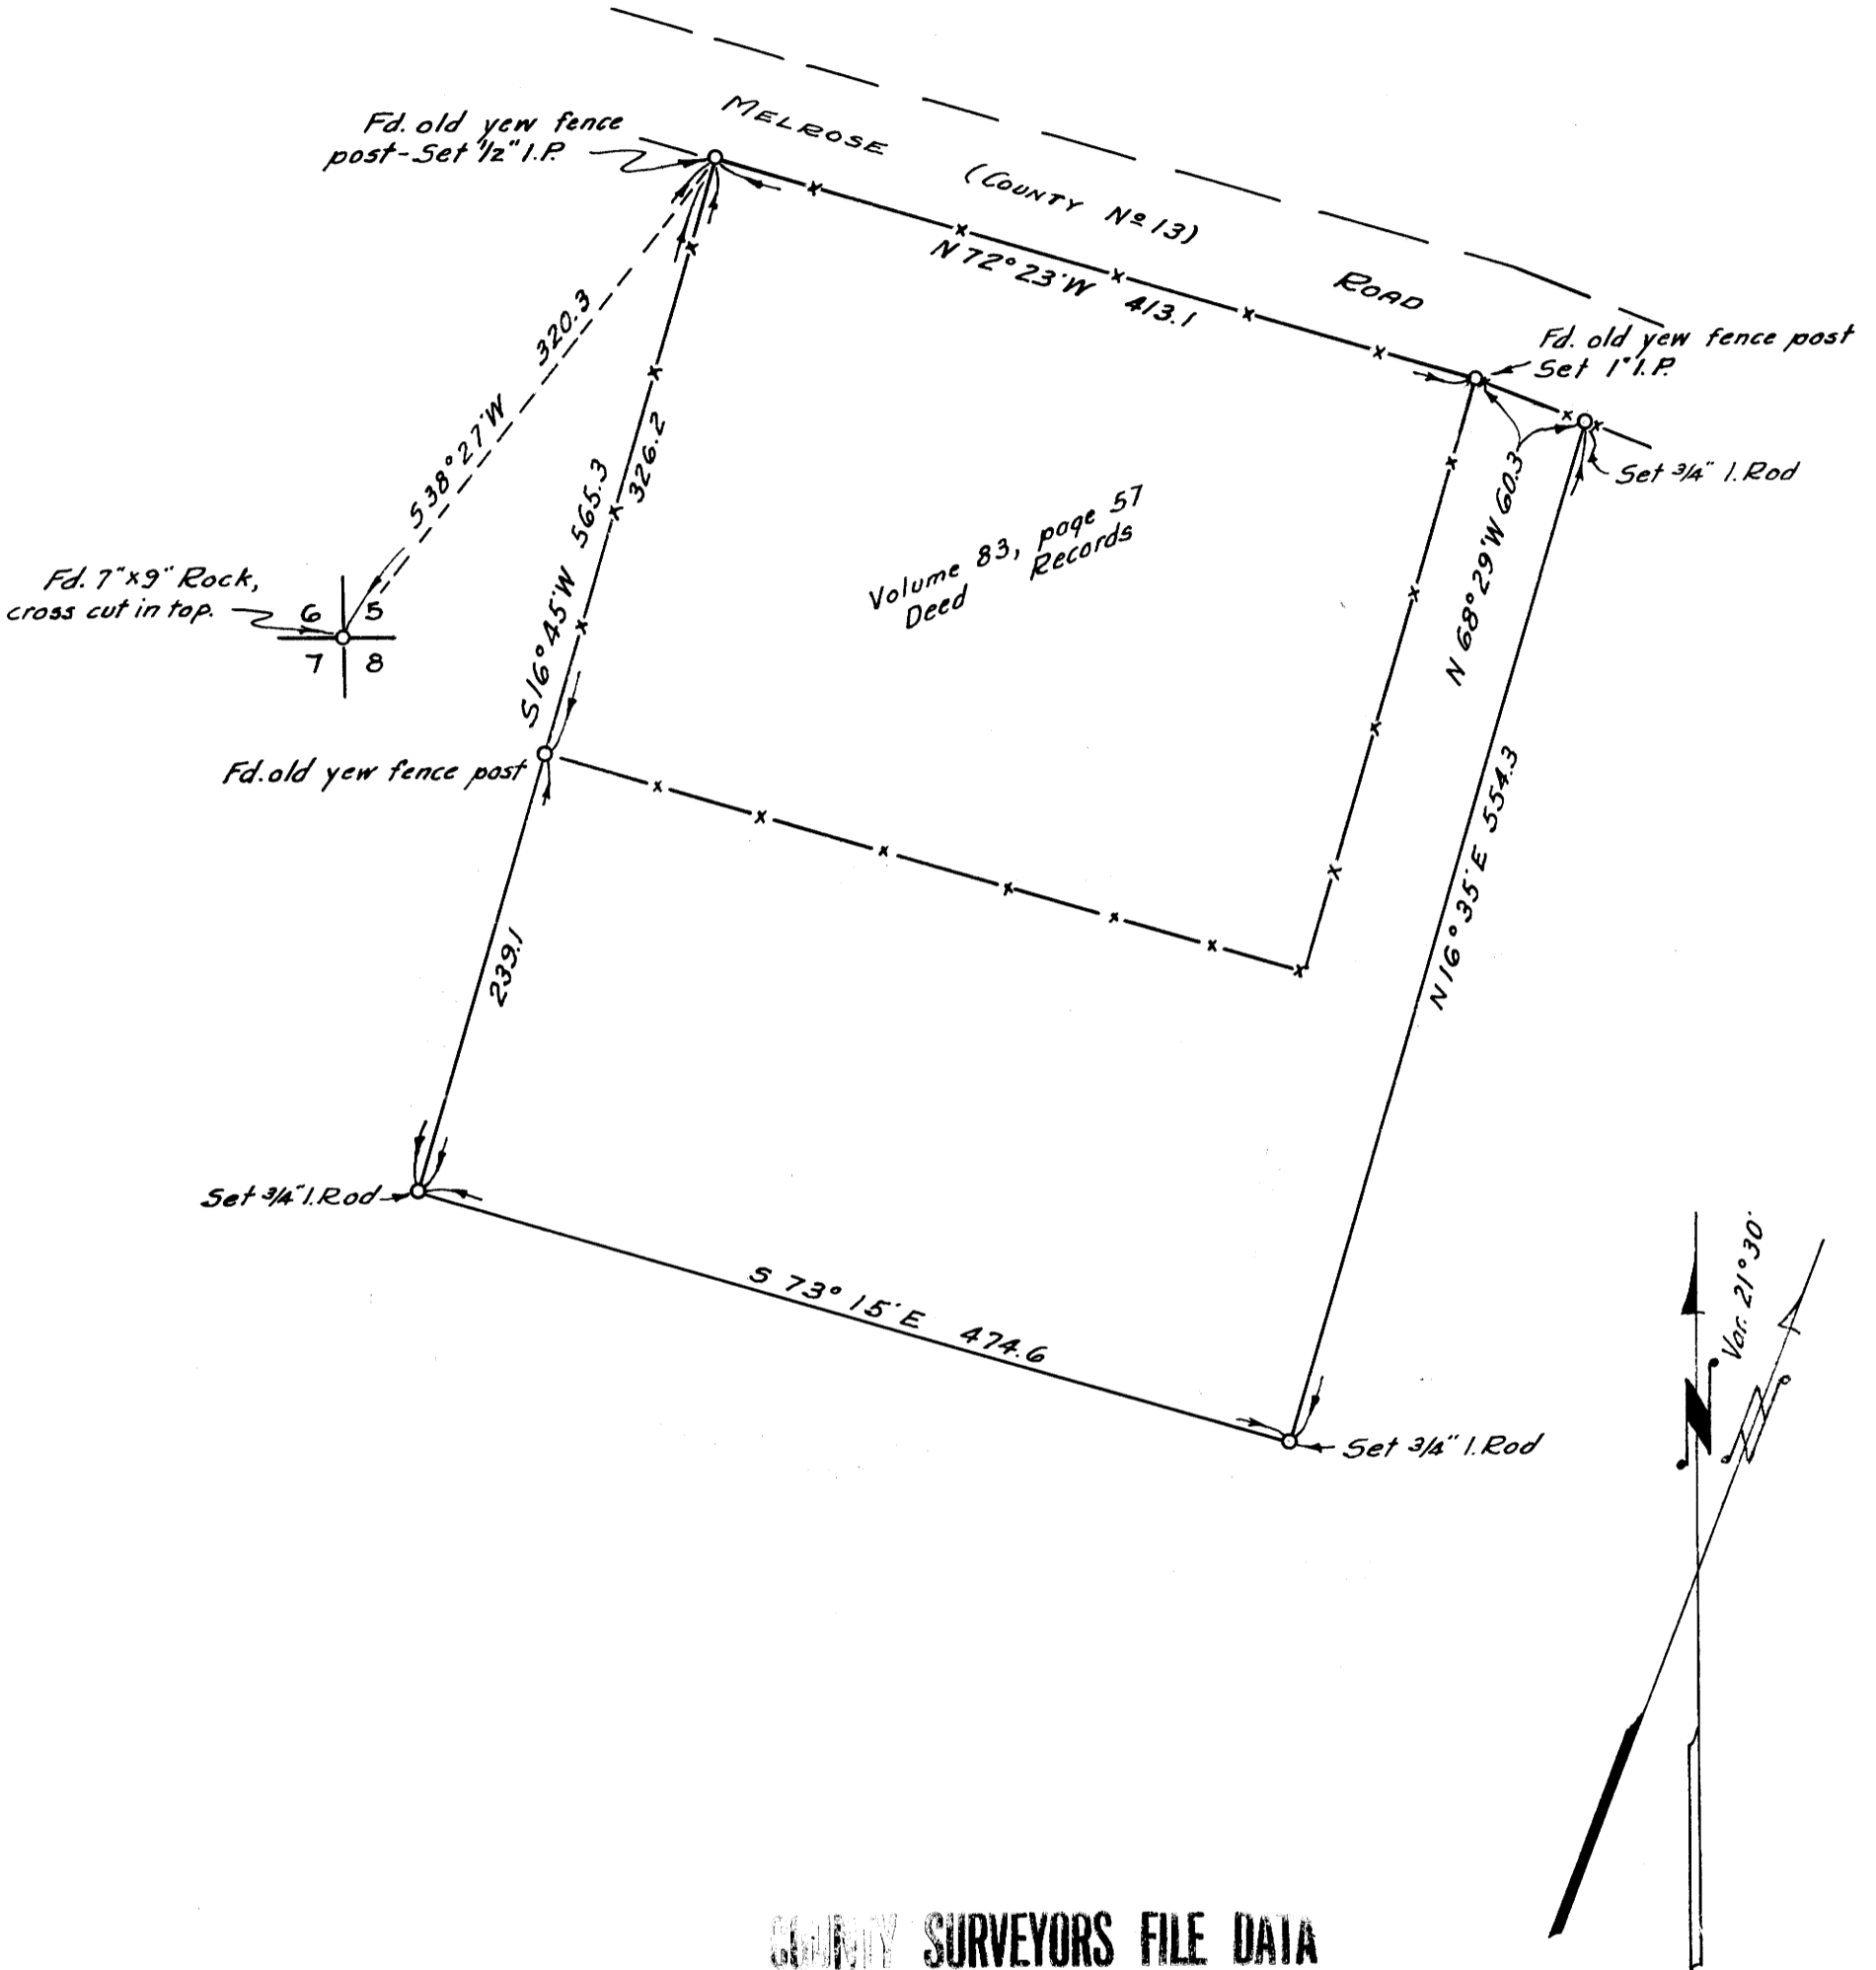 Fd. old yew fence
post-Set 1/2" I.P.
MELROSE
(COUNTY Nº 13)
ROAD
N 72° 23' W 413.1
Fd. old yew fence post
Set 1" I.P.
Set 3/4" I. Rod
N 68° 29' W 60.3
S 38° 27' W 320.3
S 16° 45' W 565.3
326.2
Volume 83, page 57
Deed Records
Fd. 7"x9" Rock,
cross cut in top.
6 5
7 8
Fd. old yew fence post
N 16° 35' E 554.3
239.1
Set 3/4" I. Rod
S 73° 15' E 474.6
Set 3/4" I. Rod
Var. 21° 30'
N
N
COUNTY SURVEYORS FILE DATA